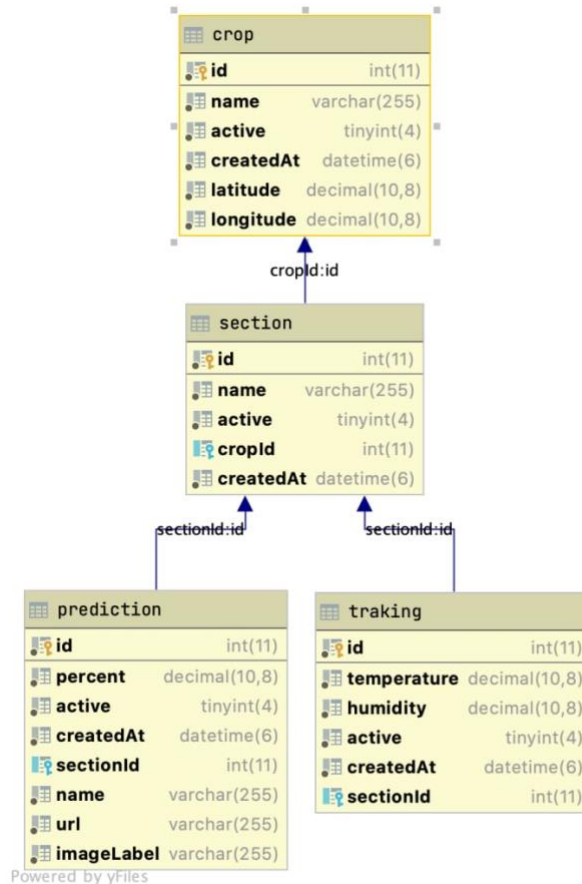 crop
id int(11)
name varchar(255)
active tinyint(4)
createdAt datetime(6)
latitude decimal(10,8)
longitude decimal(10,8)
cropId:id
section
id int(11)
name varchar(255)
active tinyint(4)
cropId int(11)
createdAt datetime(6)
sectionId:id
sectionId:id
prediction
id int(11)
percent decimal(10,8)
active tinyint(4)
createdAt datetime(6)
sectionId int(11)
name varchar(255)
url varchar(255)
imageLabel varchar(255)
traking
id int(11)
temperature decimal(10,8)
humidity decimal(10,8)
active tinyint(4)
createdAt datetime(6)
sectionId int(11)
Powered by yFiles